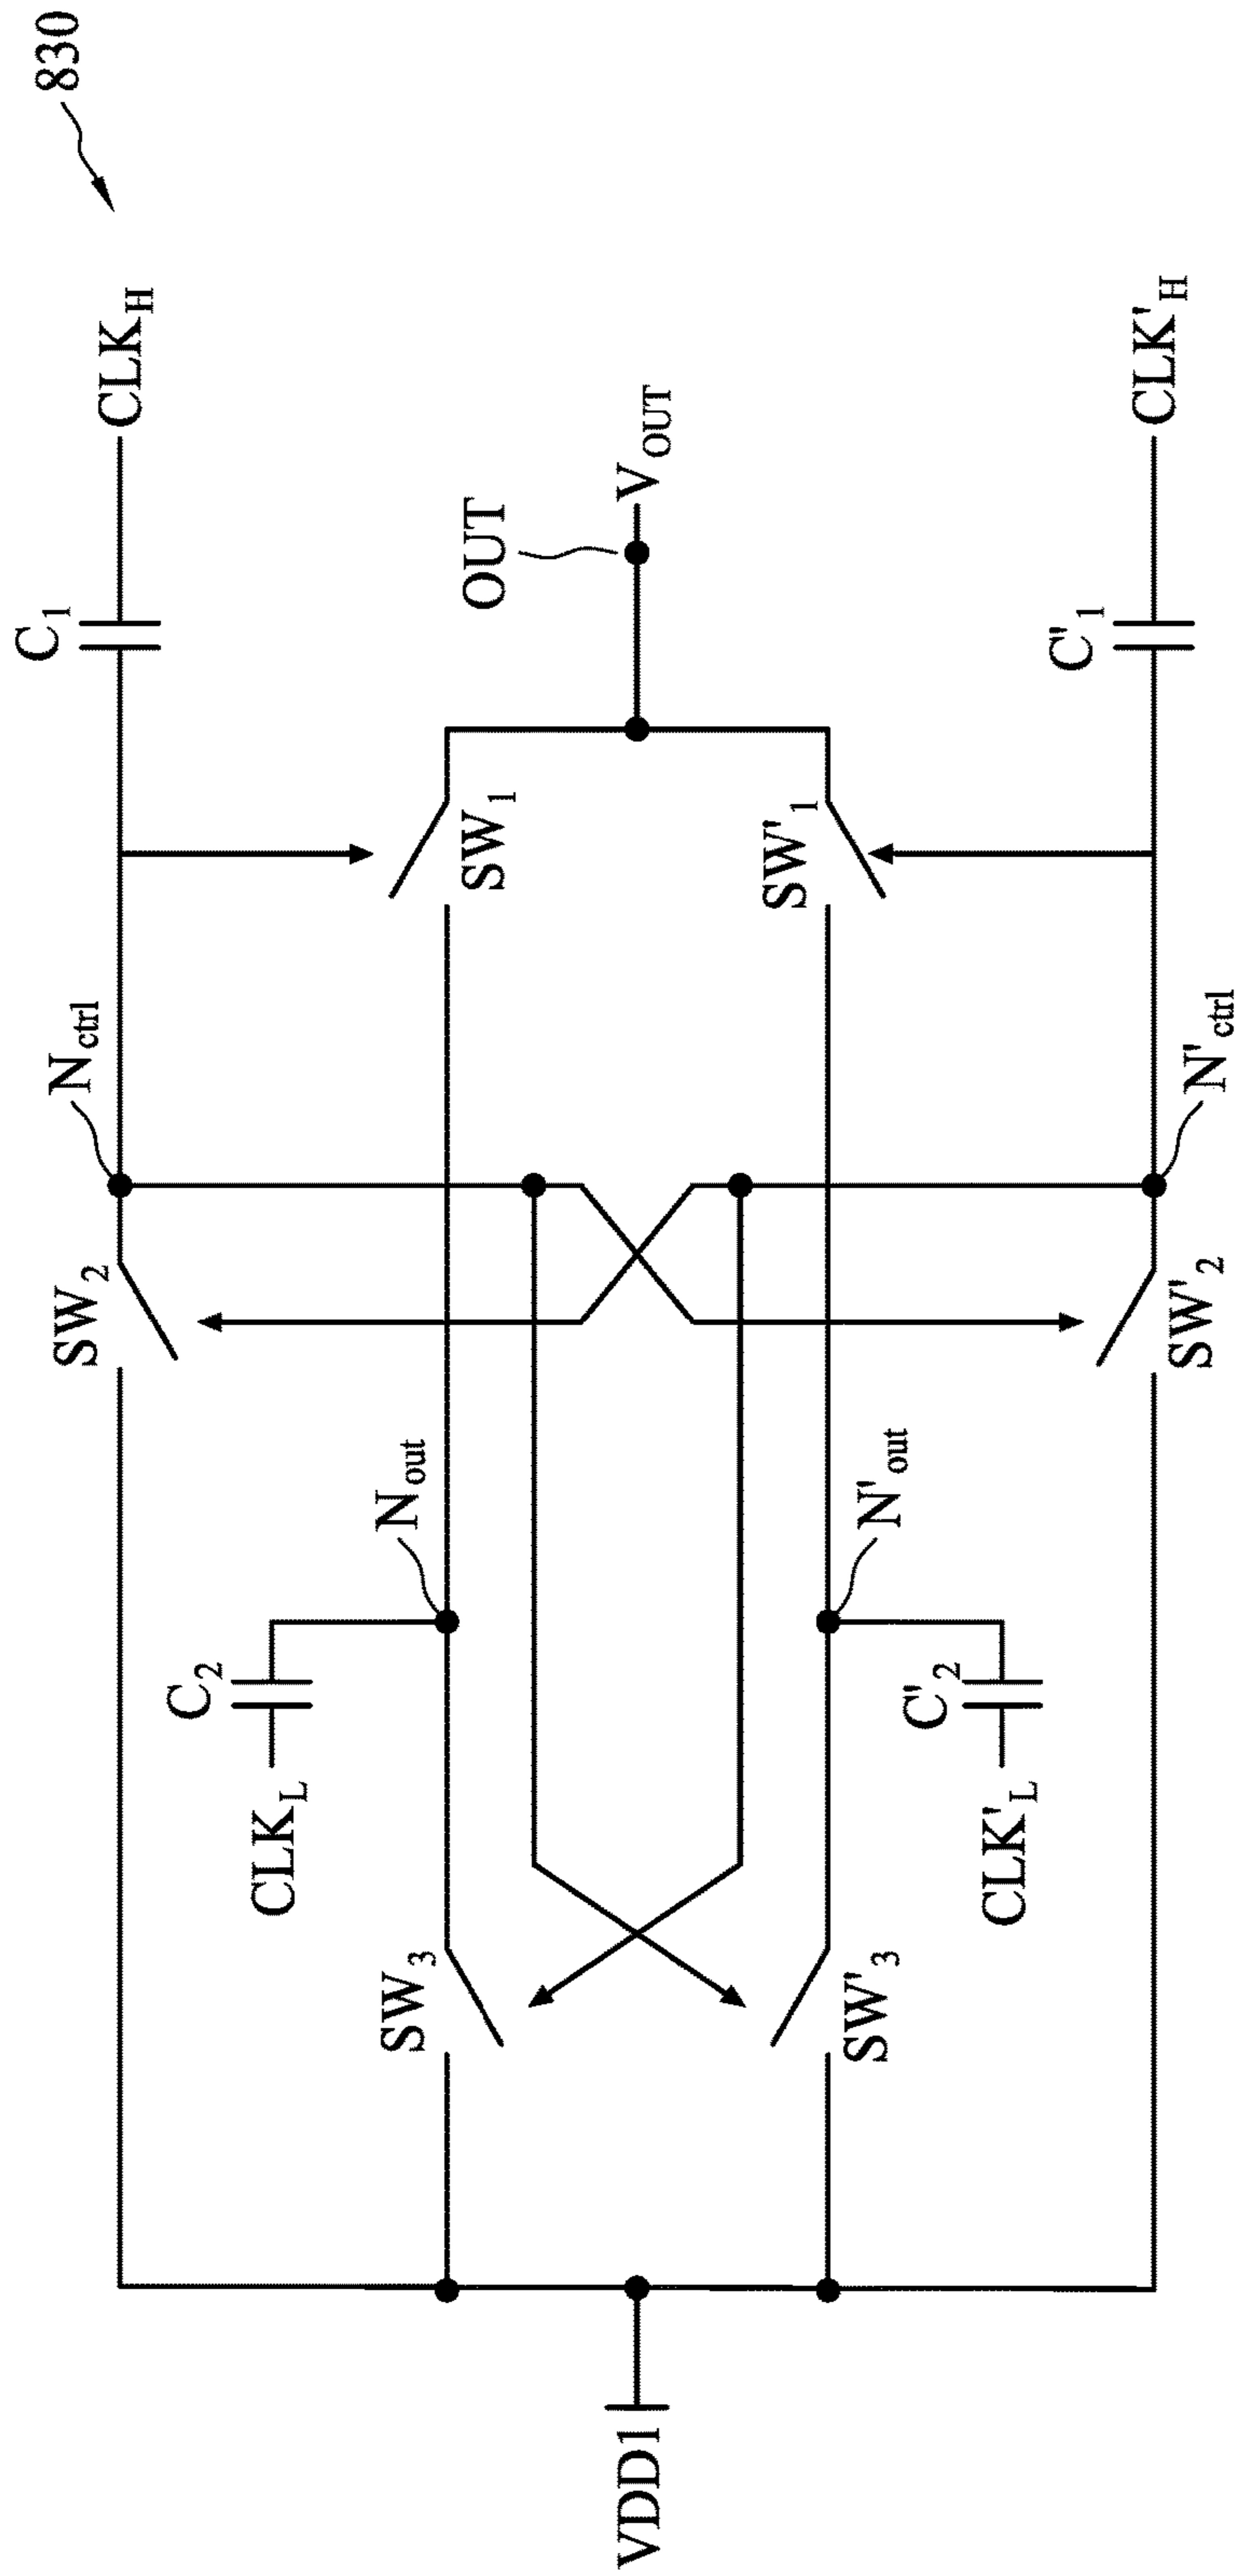 830
CLK_H
C_1
N_ctrl
SW_2
OUT
V_OUT
SW_1
SW'_1
N_out
C_2
CLK_L
SW_3
VDD1
SW'_3
N'_out
C'_2
CLK'_L
SW'_2
N'_ctrl
C'_1
CLK'_H